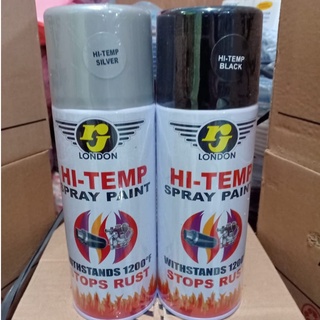 HI-TEMP
SILVER
rj
LONDON
HI-TEMP
SPRAY PAINT
WITHSTANDS 1200°F
STOPS RUST
HI-TEMP
BLACK
rj
LONDON
HI-TEMP
SPRAY PAINT
WITHSTANDS 1200°
STOPS RUST